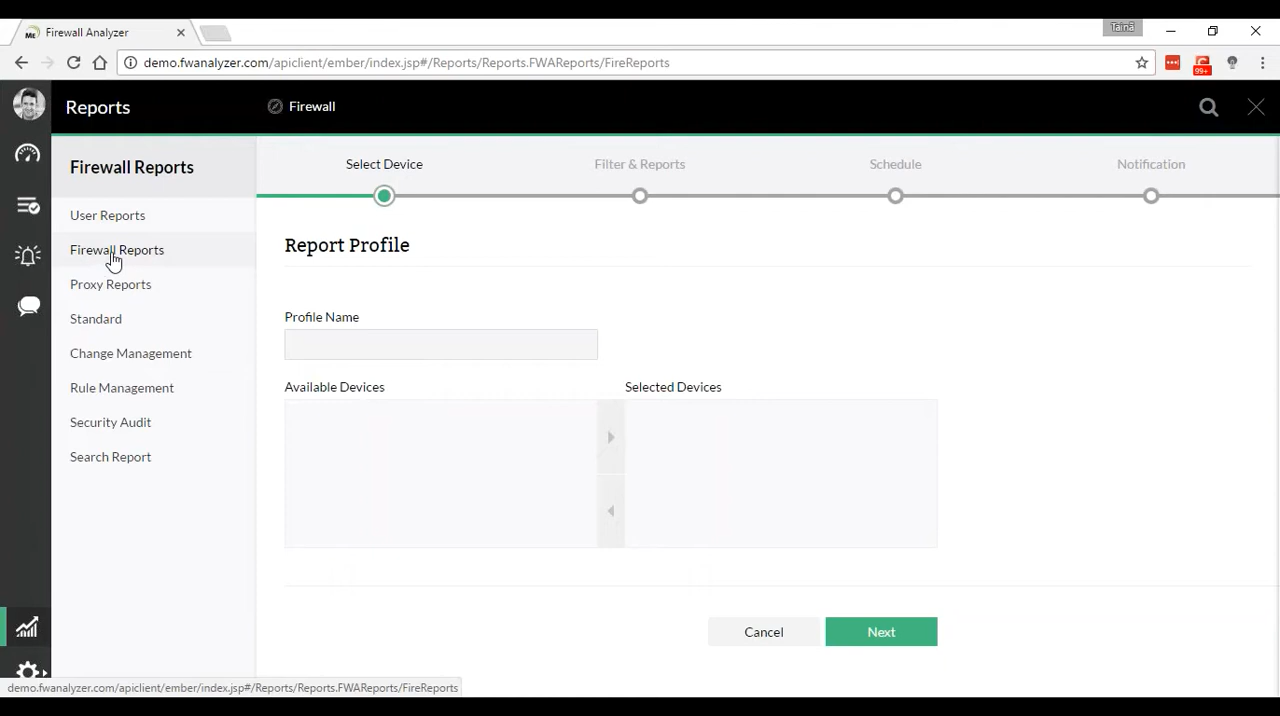 ME Firewall Analyzer
Tainã
demo.fwanalyzer.com/apiclient/ember/index.jsp#/Reports/Reports.FWAReports/FireReports
99+
Reports
Firewall
Firewall Reports
User Reports
Firewall Reports
Proxy Reports
Standard
Change Management
Rule Management
Security Audit
Search Report
Select Device
Filter & Reports
Schedule
Notification
Report Profile
Profile Name
Available Devices
Selected Devices
Cancel
Next
demo.fwanalyzer.com/apiclient/ember/index.jsp#/Reports/Reports.FWAReports/FireReports